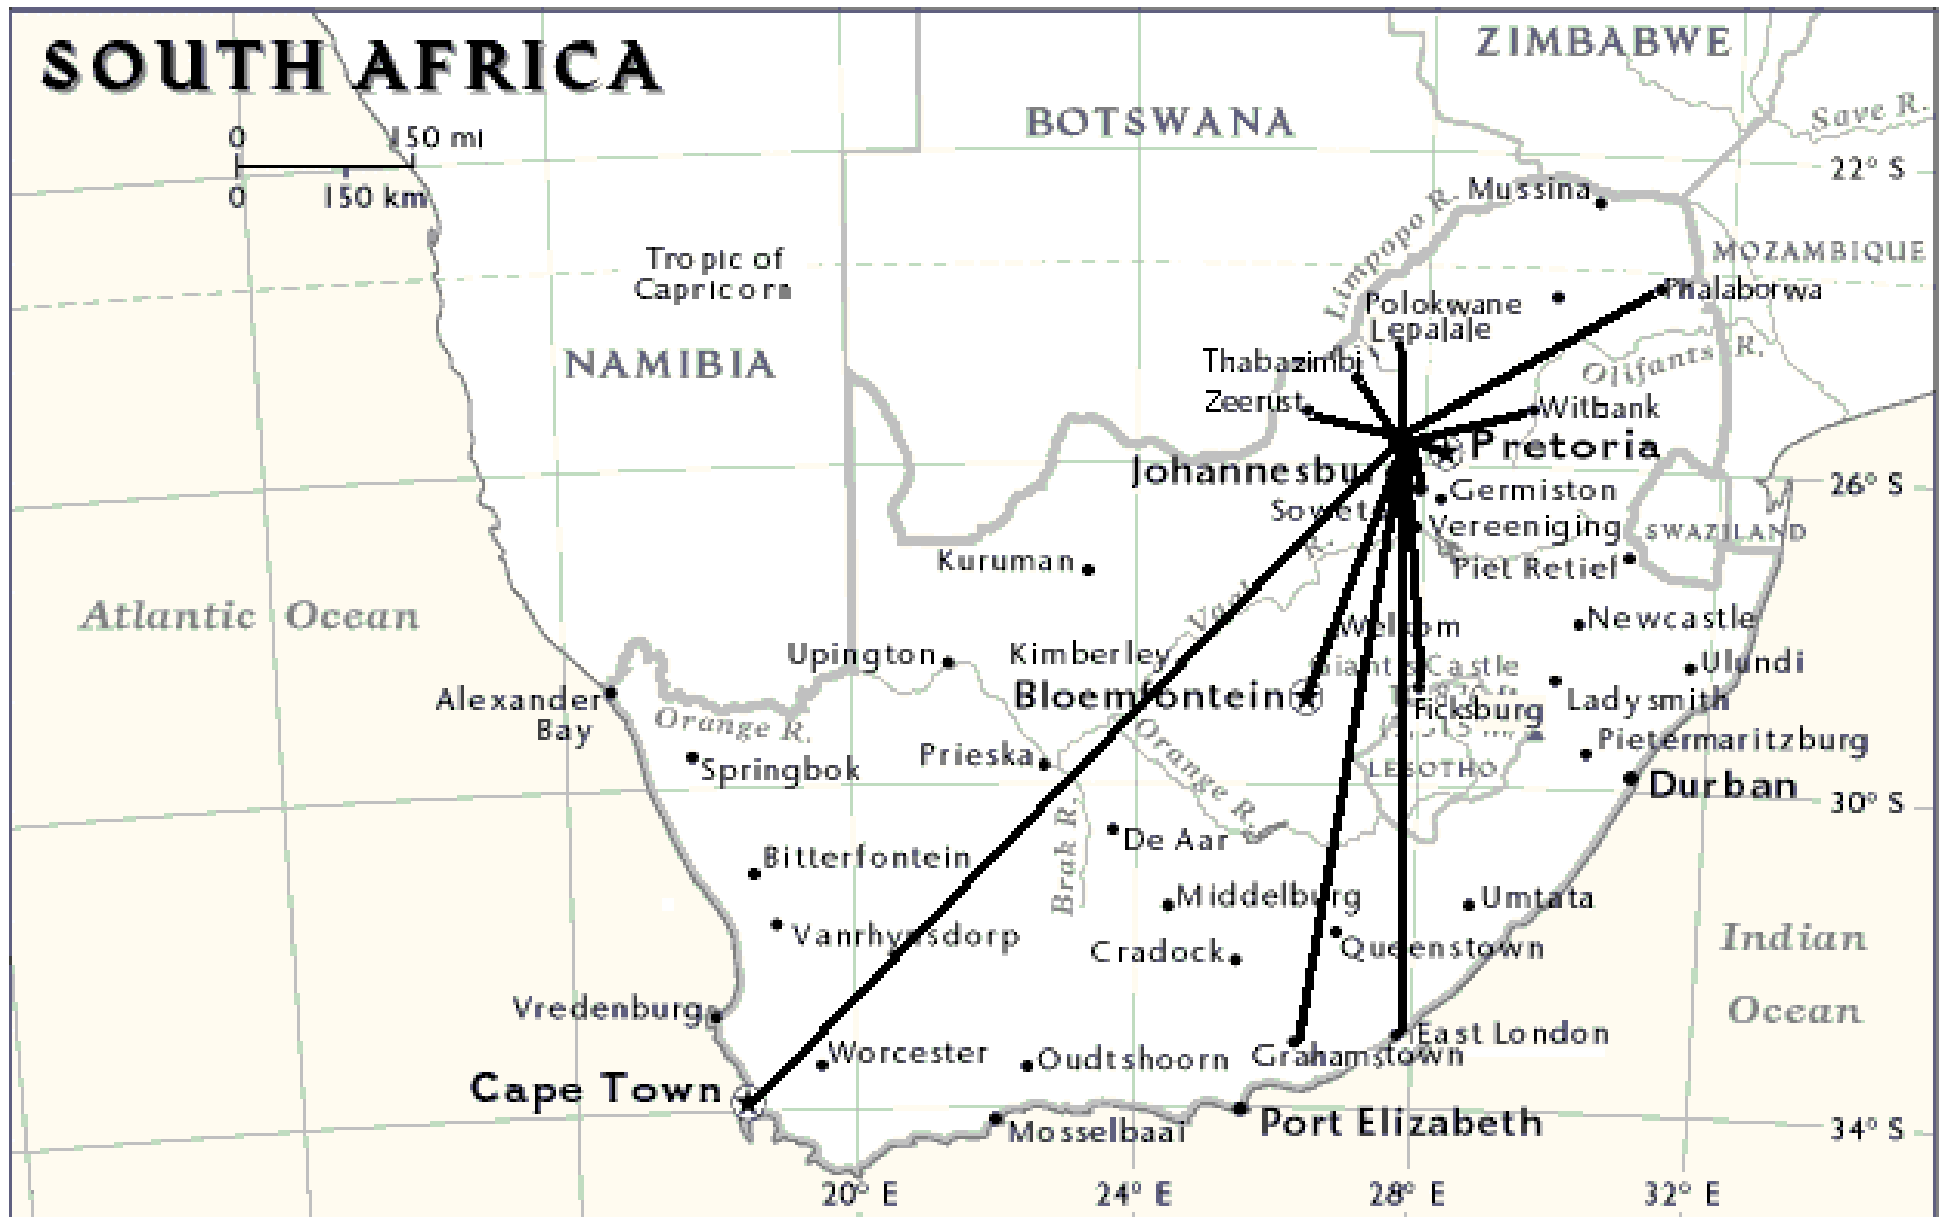 SOUTH AFRICA
0 150 mi
0 150 km
ZIMBABWE
BOTSWANA
Save R.
22° S
Mussina
Limpopo R.
MOZAMBIQUE
Tropic of
Capricorn
Phalaborwa
Polokwane
Lepalale
NAMIBIA
Thabazimbi
Olifants R.
Zeerust
Witbank
Pretoria
Johannesbu
26° S
Germiston
Vereeniging
SWAZILAND
Kuruman
Piet Retief
Atlantic Ocean
Vaal R.
Newcastle
Welkom
Upington
Kimberley
Ulundi
Bloemfontein
Ladysmith
Alexander
Bay
Orange R.
Ficksburg
Pietermaritzburg
Prieska
Orange R.
LESOTHO
Springbok
Durban
30° S
Brak R.
De Aar
Bitterfontein
Middelburg
Umtata
Vanrhynsdorp
Cradock
Queenstown
Indian
Ocean
Vredenburg
East London
Worcester
Oudtshoorn
Grahamstown
Cape Town
Mosselbaai
Port Elizabeth
34° S
20° E
24° E
28° E
32° E